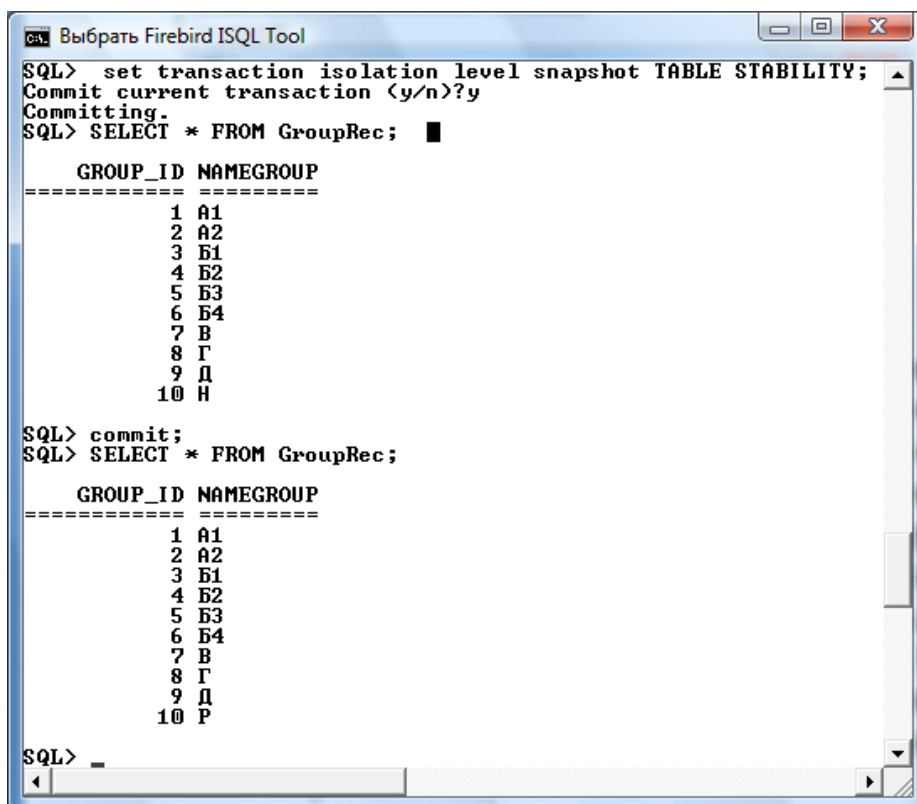 Выбрать Firebird ISQL Tool
SQL> set transaction isolation level snapshot TABLE STABILITY;
Commit current transaction (y/n)?y
Committing.
SQL> SELECT * FROM GroupRec;
GROUP_ID NAMEGROUP
============ =========
1 А1
2 А2
3 Б1
4 Б2
5 Б3
6 Б4
7 В
8 Г
9 Д
10 Н
SQL> commit;
SQL> SELECT * FROM GroupRec;
GROUP_ID NAMEGROUP
============ =========
1 А1
2 А2
3 Б1
4 Б2
5 Б3
6 Б4
7 В
8 Г
9 Д
10 Р
SQL> _